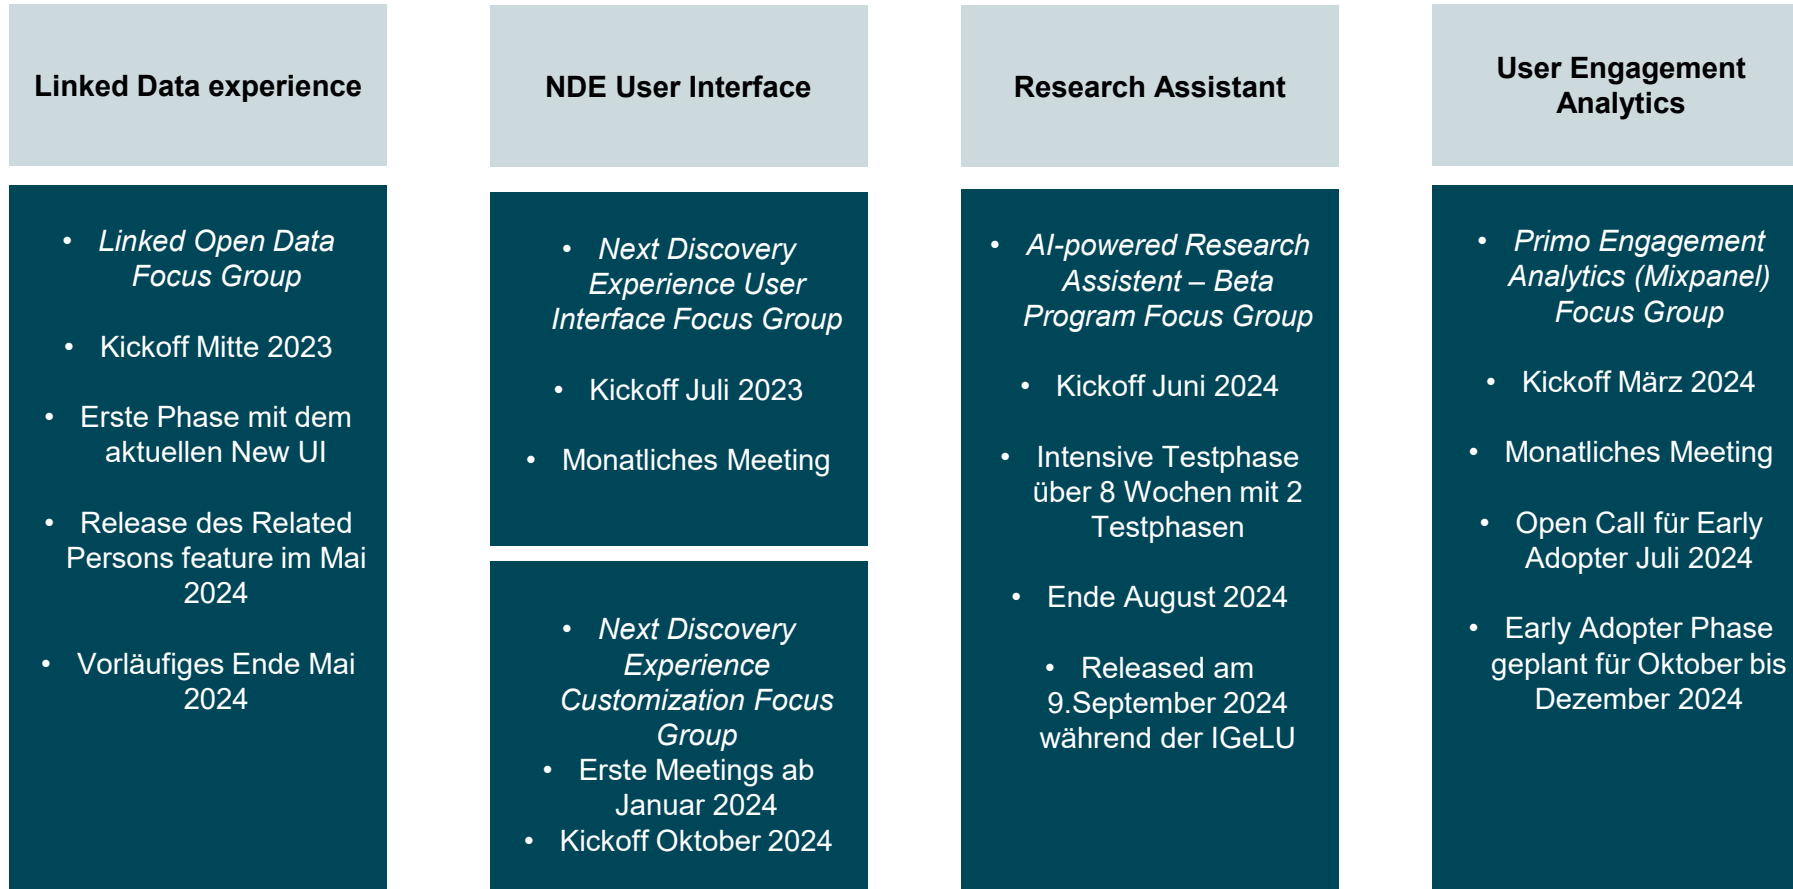 Linked Data experience
• Linked Open Data
Focus Group
• Kickoff Mitte 2023
• Erste Phase mit dem
aktuellen New UI
• Release des Related
Persons feature im Mai
2024
• Vorläufiges Ende Mai
2024
NDE User Interface
• Next Discovery
Experience User
Interface Focus Group
• Kickoff Juli 2023
• Monatliches Meeting
• Next Discovery
Experience
Customization Focus
Group
• Erste Meetings ab
Januar 2024
• Kickoff Oktober 2024
Research Assistant
• AI-powered Research
Assistent – Beta
Program Focus Group
• Kickoff Juni 2024
• Intensive Testphase
über 8 Wochen mit 2
Testphasen
• Ende August 2024
• Released am
9.September 2024
während der IGeLU
User Engagement
Analytics
• Primo Engagement
Analytics (Mixpanel)
Focus Group
• Kickoff März 2024
• Monatliches Meeting
• Open Call für Early
Adopter Juli 2024
• Early Adopter Phase
geplant für Oktober bis
Dezember 2024